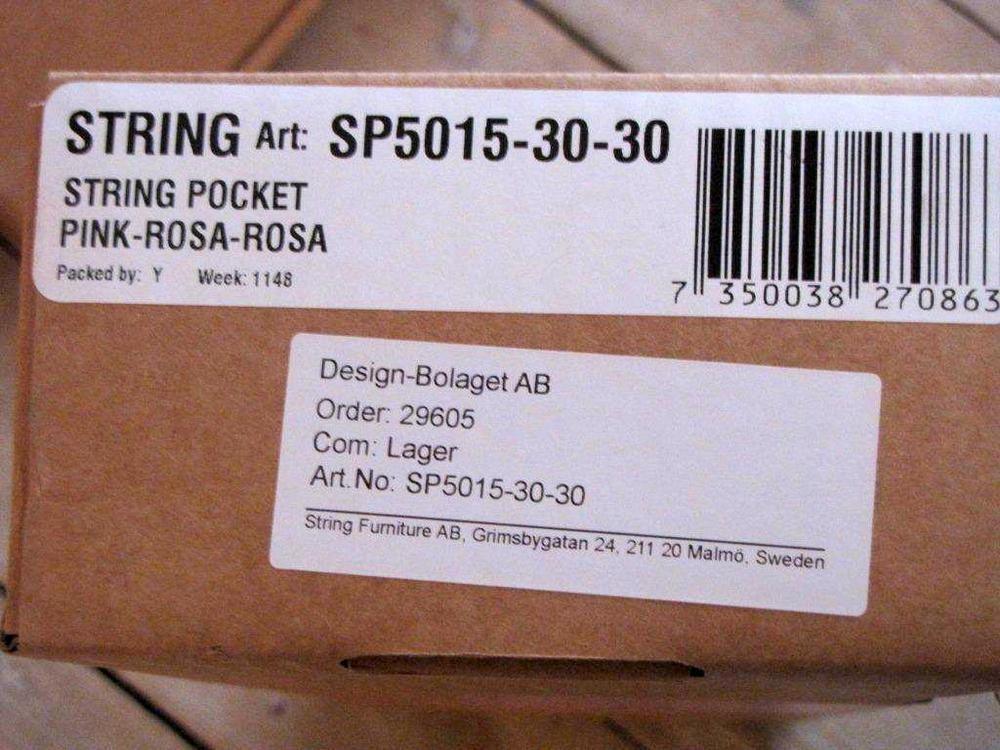 STRING Art: SP5015-30-30
STRING POCKET
PINK-ROSA-ROSA
Packed by: Y Week: 1148
7 350038 270863
Design-Bolaget AB
Order: 29605
Com: Lager
Art.No: SP5015-30-30
String Furniture AB, Grimsbygatan 24, 211 20 Malmö, Sweden